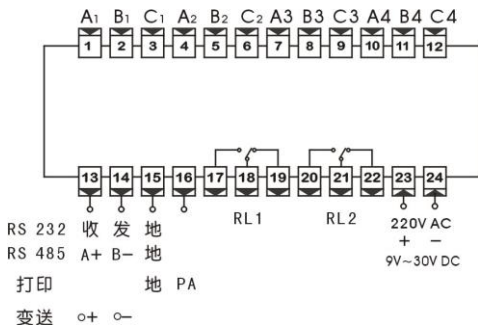 A1 B1 C1 A2 B2 C2 A3 B3 C3 A4 B4 C4
1 2 3 4 5 6 7 8 9 10 11 12
13 14 15 16 17 18 19 20 21 22 23 24
RL1 RL2 220V AC
RS 232 收 发 地 + −
RS 485 A+ B− 地 9V~30V DC
打印 地 PA
变送 + −